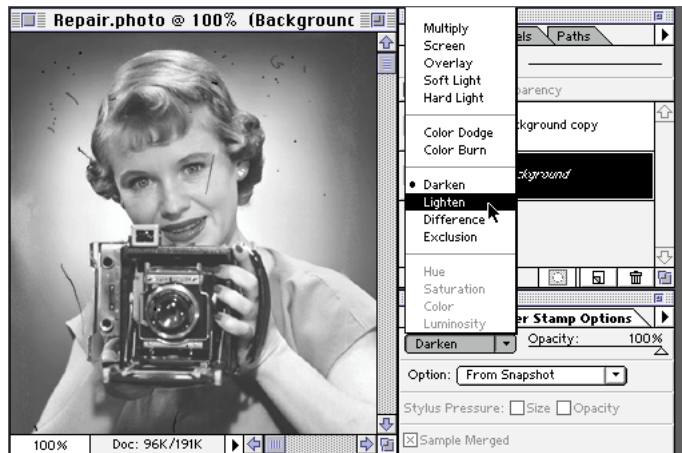 Repair.photo @ 100% (Backgrounc
100%
Doc: 96K/191K
Multiply
Screen
Overlay
Soft Light
Hard Light
Color Dodge
Color Burn
Darken
Lighten
Difference
Exclusion
Hue
Saturation
Color
Luminosity
els
Paths
parency
kground copy
ckground
er Stamp Options
Darken
Opacity: 100%
Option: From Snapshot
Stylus Pressure: Size Opacity
Sample Merged